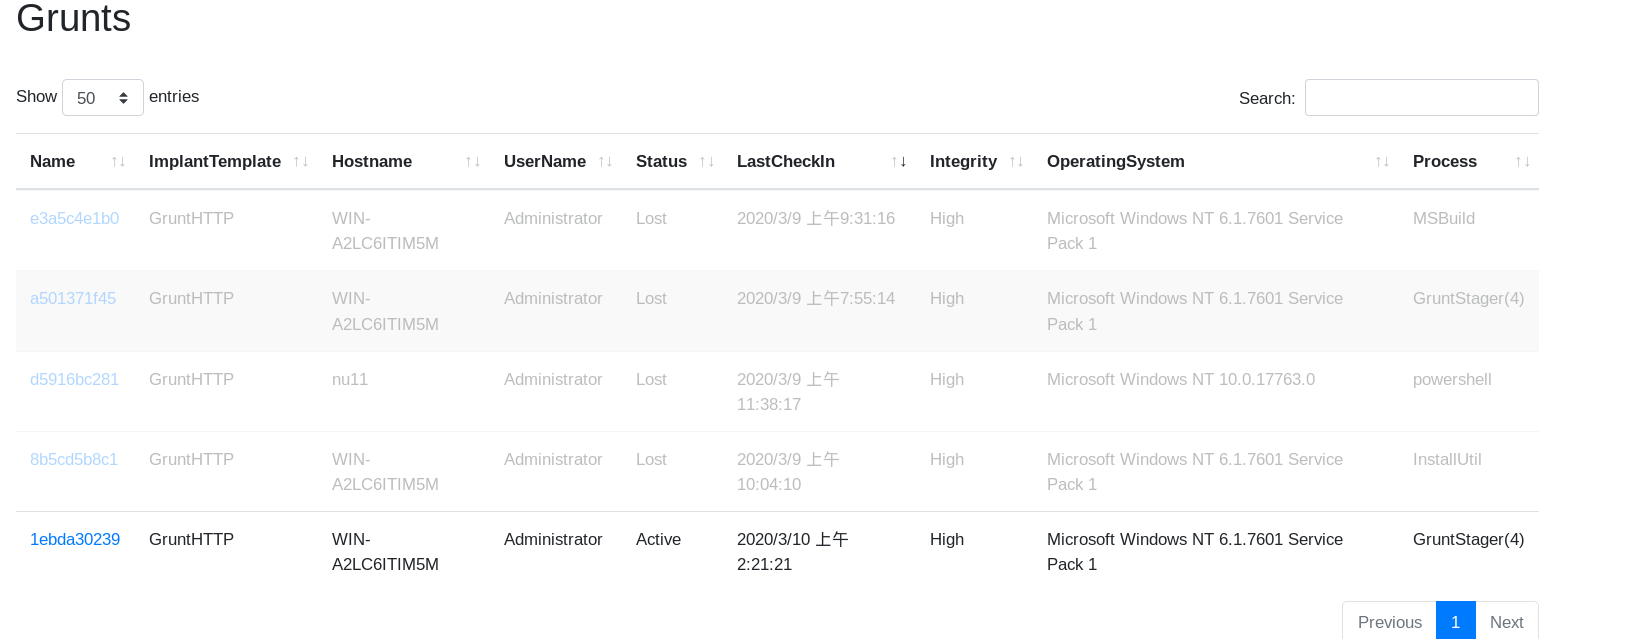 Grunts
Show 50 entries Search:
Name ImplantTemplate Hostname UserName Status LastCheckIn Integrity OperatingSystem Process
e3a5c4e1b0 GruntHTTP WIN- Administrator Lost 2020/3/9 上午9:31:16 High Microsoft Windows NT 6.1.7601 Service MSBuild
A2LC6ITIM5M Pack 1
a501371f45 GruntHTTP WIN- Administrator Lost 2020/3/9 上午7:55:14 High Microsoft Windows NT 6.1.7601 Service GruntStager(4)
A2LC6ITIM5M Pack 1
d5916bc281 GruntHTTP nu11 Administrator Lost 2020/3/9 上午 High Microsoft Windows NT 10.0.17763.0 powershell
11:38:17
8b5cd5b8c1 GruntHTTP WIN- Administrator Lost 2020/3/9 上午 High Microsoft Windows NT 6.1.7601 Service InstallUtil
A2LC6ITIM5M 10:04:10 Pack 1
1ebda30239 GruntHTTP WIN- Administrator Active 2020/3/10 上午 High Microsoft Windows NT 6.1.7601 Service GruntStager(4)
A2LC6ITIM5M 2:21:21 Pack 1
Previous 1 Next